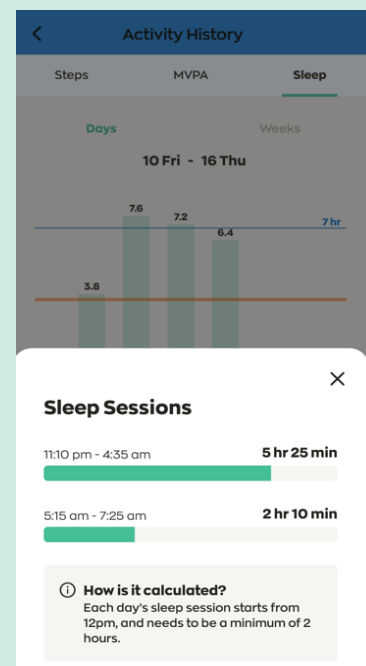 Activity History
Steps MVPA Sleep
Days Weeks
10 Fri - 16 Thu
7.6
7.2
7 hr
6.4
3.8
Sleep Sessions
11:10 pm - 4:35 am 5 hr 25 min
5:15 am - 7:25 am 2 hr 10 min
How is it calculated?
Each day's sleep session starts from
12pm, and needs to be a minimum of 2
hours.